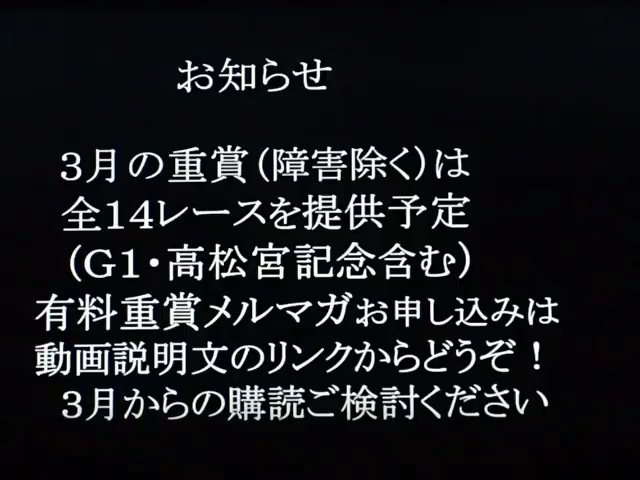 お知らせ
３月の重賞（障害除く）は
全１４レースを提供予定
（Ｇ１・高松宮記念含む）
有料重賞メルマガお申し込みは
動画説明文のリンクからどうぞ！
３月からの購読ご検討ください